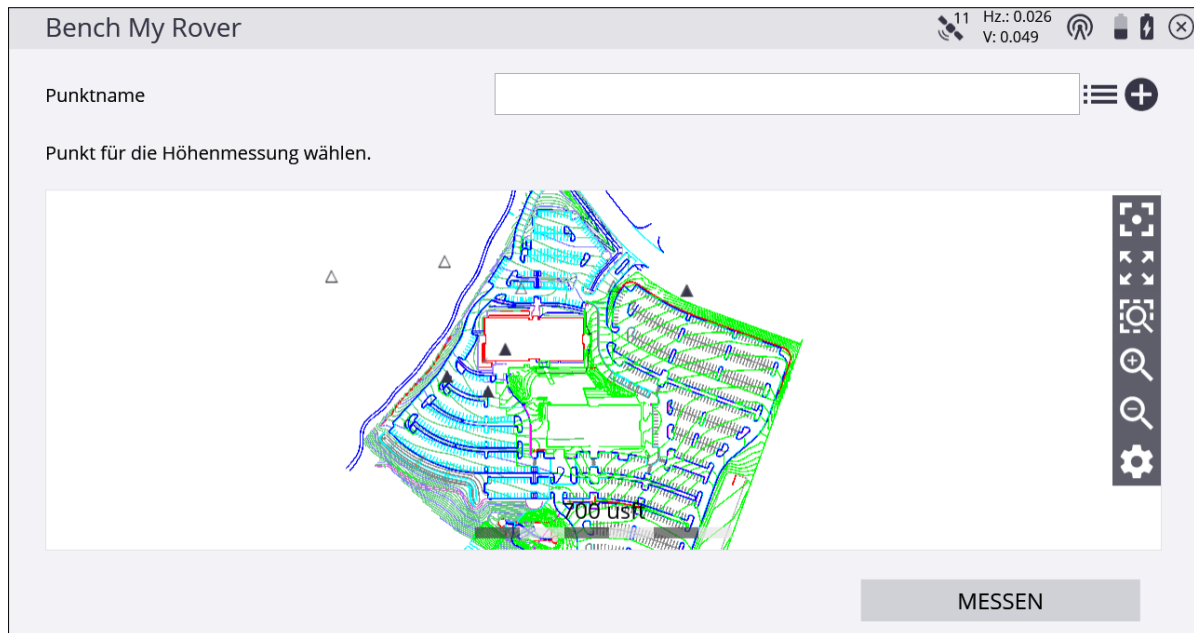 Bench My Rover
11
Hz.: 0.026
V: 0.049
Punktname
Punkt für die Höhenmessung wählen.
700 usft
MESSEN